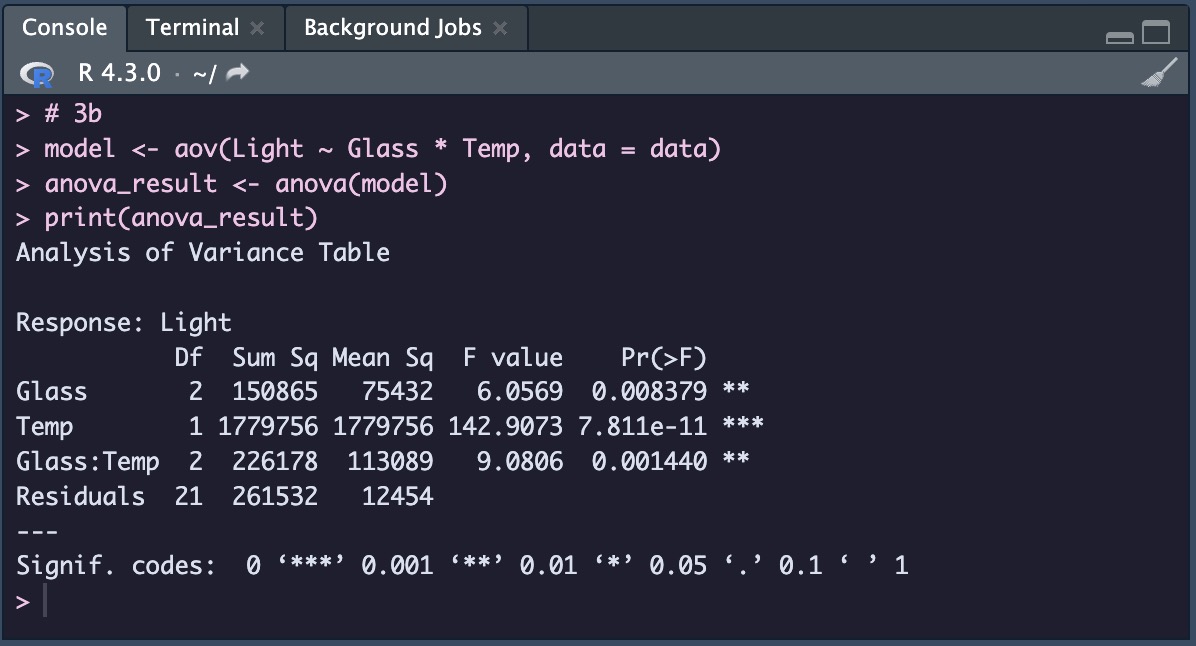 Console Terminal Background Jobs
R 4.3.0 · ~/
> # 3b
> model <- aov(Light ~ Glass * Temp, data = data)
> anova_result <- anova(model)
> print(anova_result)
Analysis of Variance Table
Response: Light
           Df  Sum Sq Mean Sq  F value    Pr(>F)
Glass       2  150865   75432   6.0569  0.008379 **
Temp        1 1779756 1779756 142.9073 7.811e-11 ***
Glass:Temp  2  226178  113089   9.0806  0.001440 **
Residuals  21  261532   12454
---
Signif. codes:  0 ‘***’ 0.001 ‘**’ 0.01 ‘*’ 0.05 ‘.’ 0.1 ‘ ’ 1
>